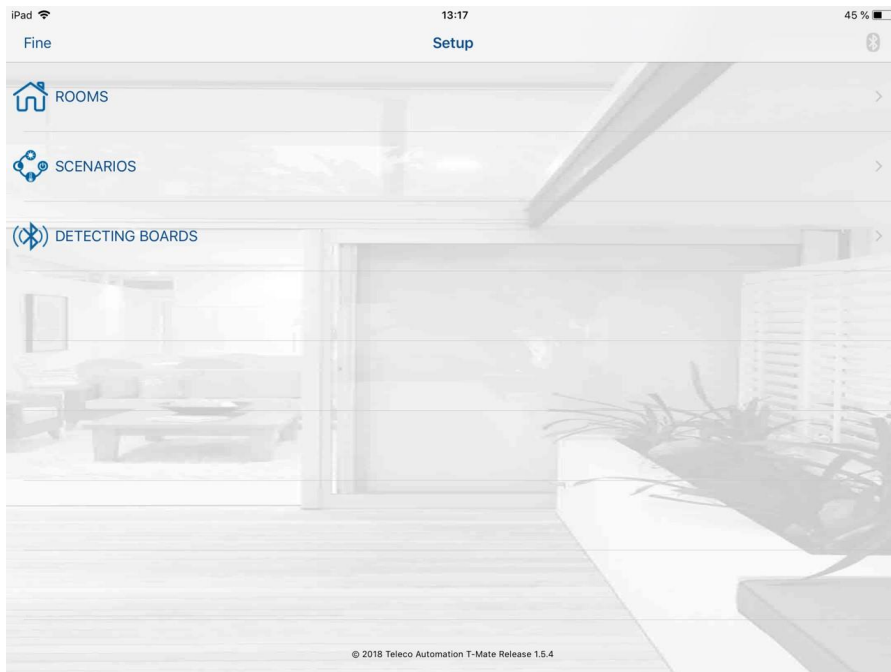 iPad 13:17 45 %
Fine Setup
ROOMS
SCENARIOS
DETECTING BOARDS
© 2018 Teleco Automation T-Mate Release 1.5.4